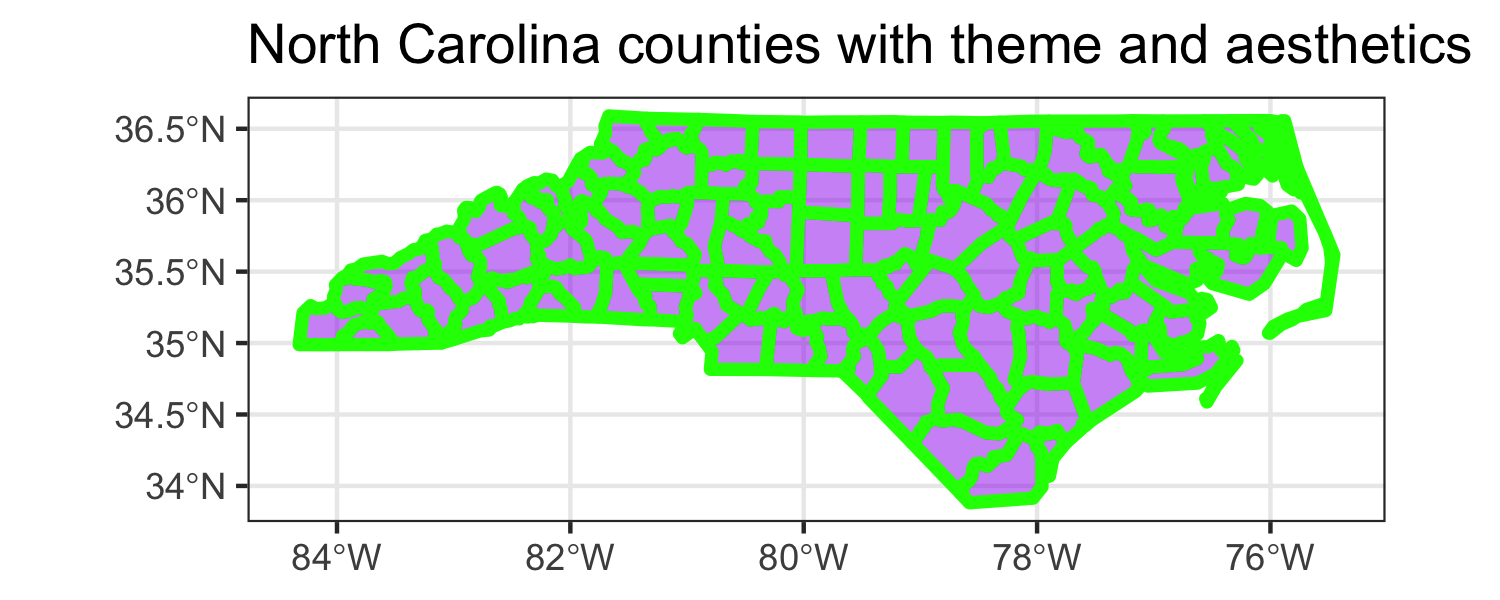 North Carolina counties with theme and aesthetics
36.5°N
36°N
35.5°N
35°N
34.5°N
34°N
84°W 82°W 80°W 78°W 76°W